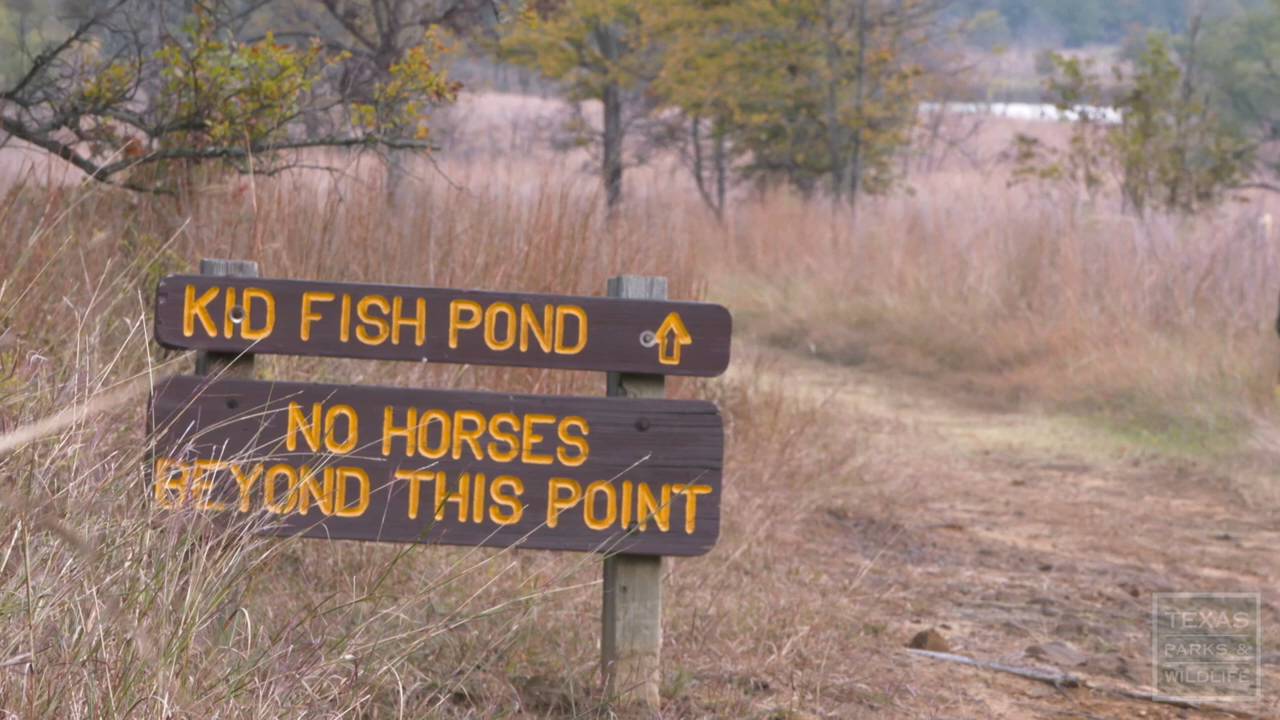 KID FISH POND
NO HORSES
BEYOND THIS POINT
TEXAS
PARKS &
WILDLIFE